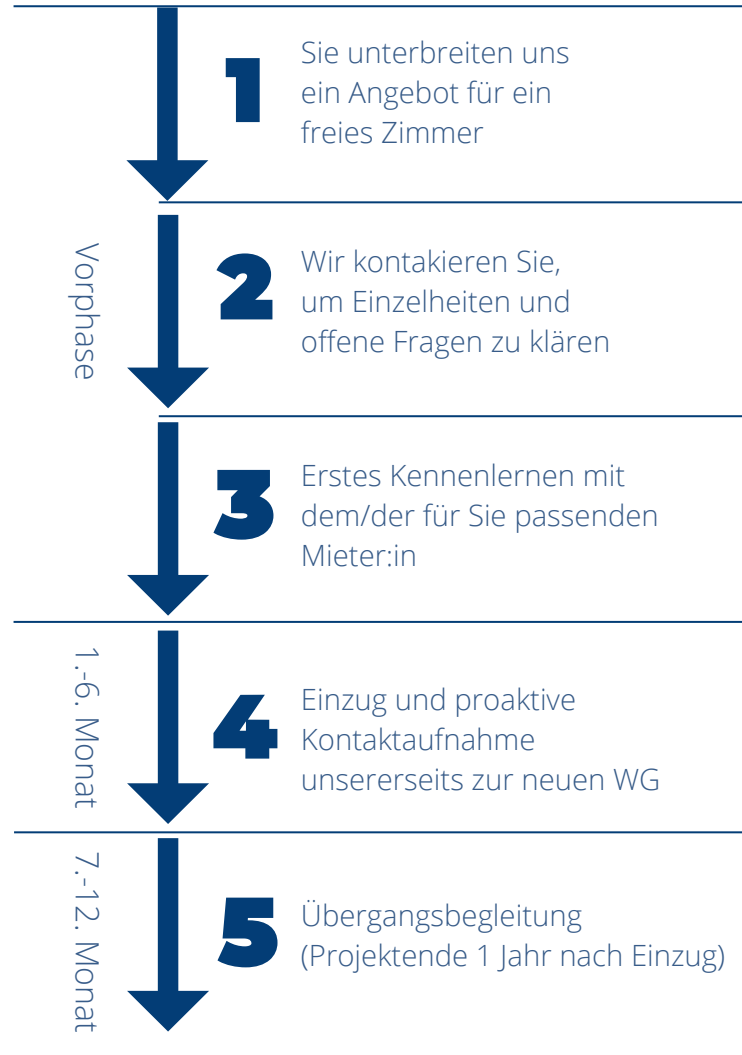 1
Sie unterbreiten uns
ein Angebot für ein
freies Zimmer
Vorphase
2
Wir kontakieren Sie,
um Einzelheiten und
offene Fragen zu klären
3
Erstes Kennenlernen mit
dem/der für Sie passenden
Mieter:in
1.-6. Monat
4
Einzug und proaktive
Kontaktaufnahme
unsererseits zur neuen WG
7.-12. Monat
5
Übergangsbegleitung
(Projektende 1 Jahr nach Einzug)